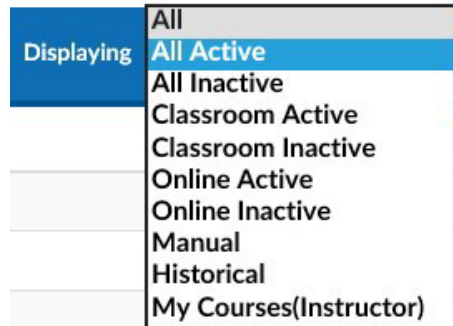 All
Displaying All Active
All Inactive
Classroom Active
Classroom Inactive
Online Active
Online Inactive
Manual
Historical
My Courses(Instructor)